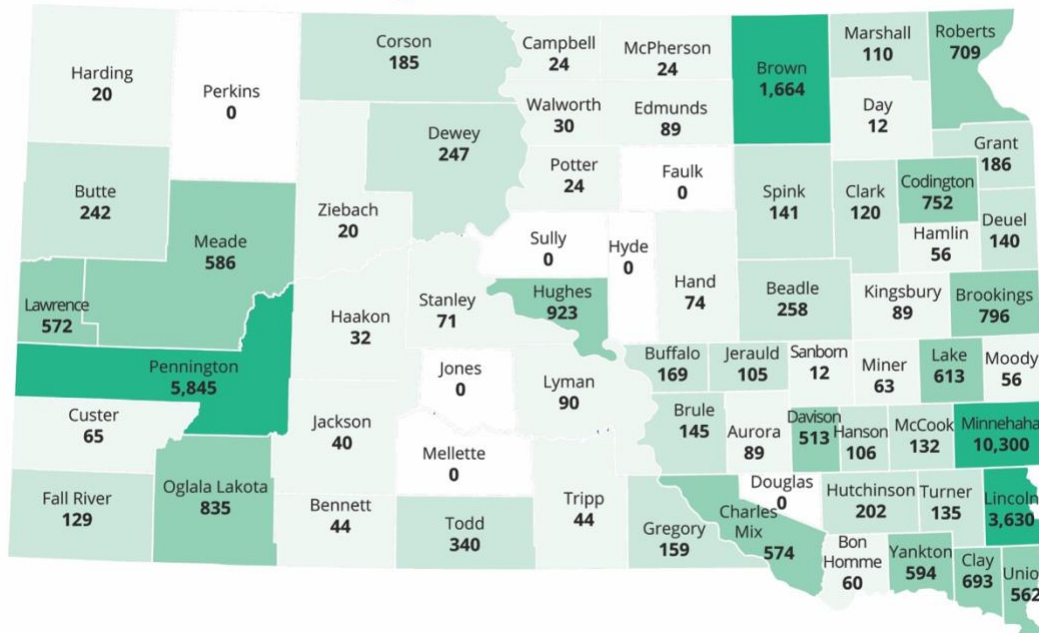 Harding
20
Perkins
0
Corson
185
Campbell
24
McPherson
24
Brown
1,664
Marshall
110
Roberts
709
Walworth
30
Edmunds
89
Day
12
Butte
242
Dewey
247
Potter
24
Faulk
0
Grant
186
Codington
752
Spink
141
Clark
120
Deuel
140
Ziebach
20
Meade
586
Sully
0
Hyde
0
Hamlin
56
Lawrence
572
Haakon
32
Stanley
71
Hughes
923
Hand
74
Beadle
258
Kingsbury
89
Brookings
796
Pennington
5,845
Jones
0
Lyman
90
Buffalo
169
Jerauld
105
Sanborn
12
Miner
63
Lake
613
Moody
56
Custer
65
Jackson
40
Mellette
0
Brule
145
Aurora
89
Davison
513
Hanson
106
McCook
132
Minnehaha
10,300
Fall River
129
Oglala Lakota
835
Bennett
44
Todd
340
Tripp
44
Gregory
159
Charles
Mix
574
Douglas
0
Hutchinson
202
Turner
135
Lincoln
3,630
Bon
Homme
60
Yankton
594
Clay
693
Unio
562